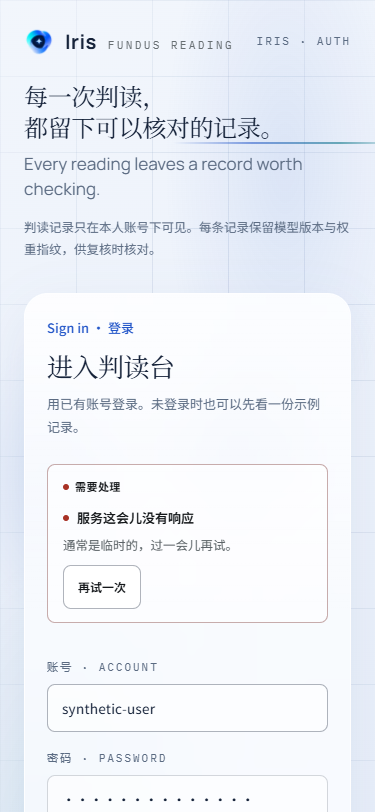 Iris FUNDUS READING IRIS · AUTH
每一次判读，
都留下可以核对的记录。
Every reading leaves a record worth
checking.
判读记录只在本人账号下可见。每条记录保留模型版本与权
重指纹，供复核时核对。
Sign in · 登录
进入判读台
用已有账号登录。未登录时也可以先看一份示例
记录。
需要处理
服务这会儿没有响应
通常是临时的，过一会儿再试。
再试一次
账号 · ACCOUNT
synthetic-user
密码 · PASSWORD